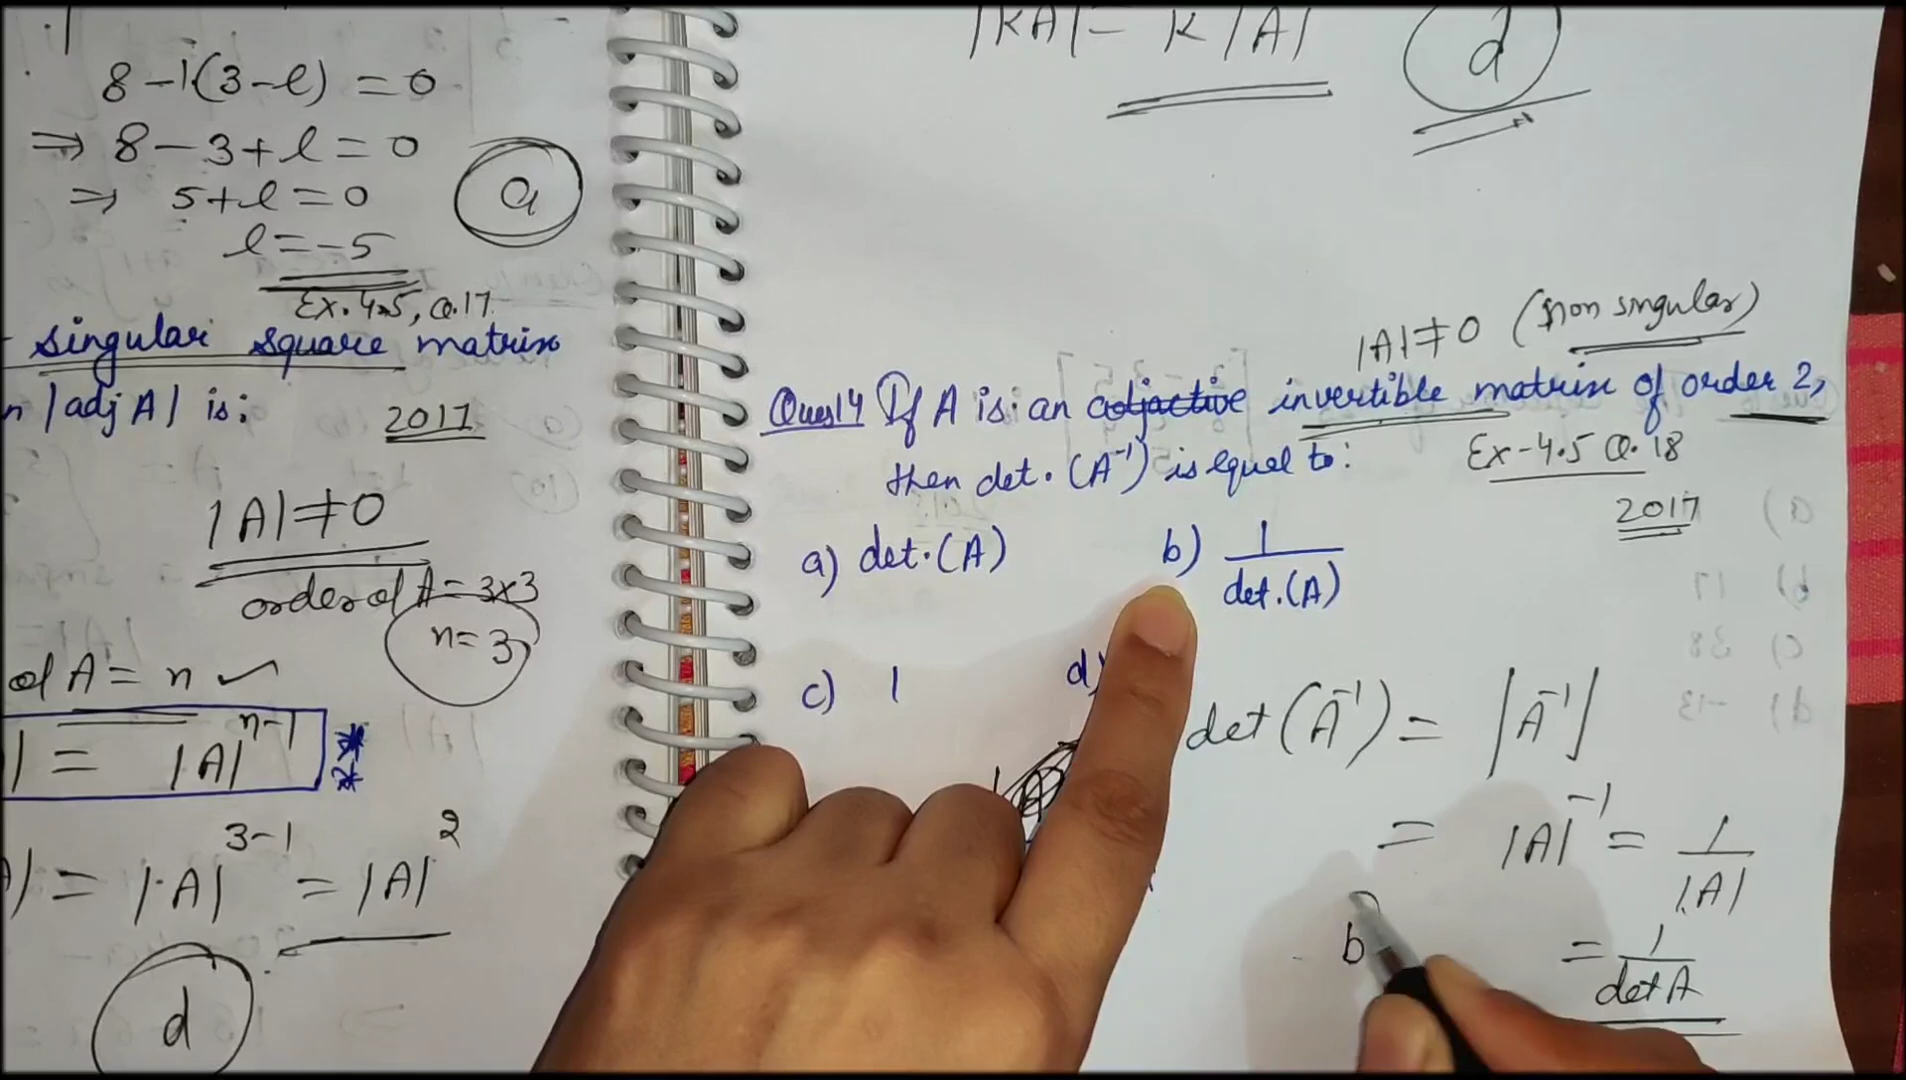 8-1(3-l) = 0
⇒ 8-3+l = 0
⇒ 5+l = 0
l = -5
a
Ex. 4.5, Q.17
singular square matrix
|adj A| is:
2017
|A| ≠ 0
order of A = 3×3
n = 3
of A = n ✓
| = |A|^{n-1}
= |A|^{3-1} = |A|^2
d
|KA| = K|A|
d
|A| ≠ 0 (non singular)
Ques14 If A is an adjective invertible matrix of order 2,
then det. (A^{-1}) is equal to:
Ex-4.5 Q.18
2017
a) det.(A)
b) 1/det.(A)
c) 1
d)
det(A^{-1}) = |A^{-1}|
= |A|^{-1} = 1/|A|
= 1/det A
b